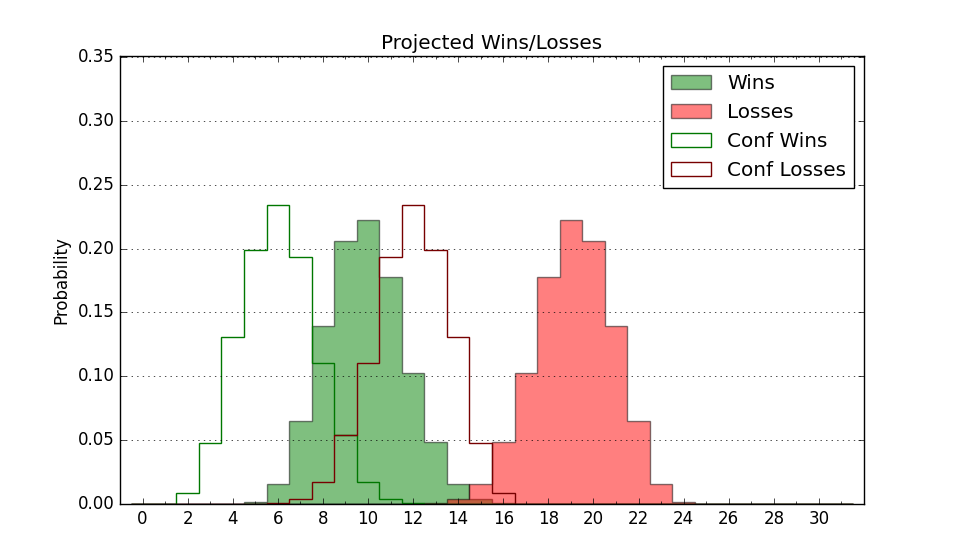 Projected Wins/Losses
0.35
0.30
0.25
0.20
0.15
0.10
0.05
0.00
Probability
Wins
Losses
Conf Wins
Conf Losses
0 2 4 6 8 10 12 14 16 18 20 22 24 26 28 30